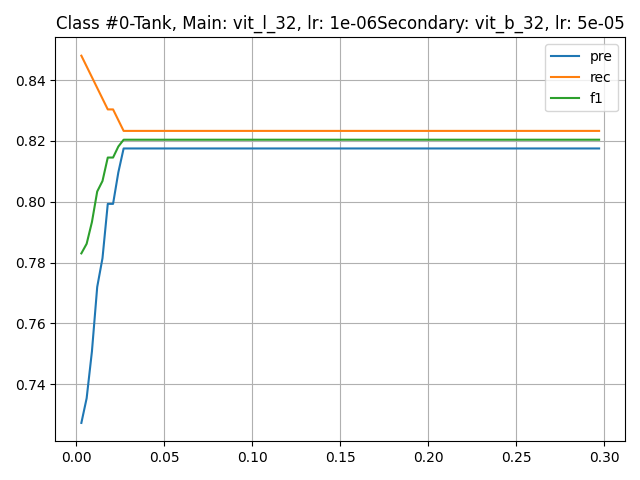 Class #0-Tank, Main: vit_l_32, lr: 1e-06Secondary: vit_b_32, lr: 5e-05
pre
rec
f1
0.84
0.82
0.80
0.78
0.76
0.74
0.00 0.05 0.10 0.15 0.20 0.25 0.30